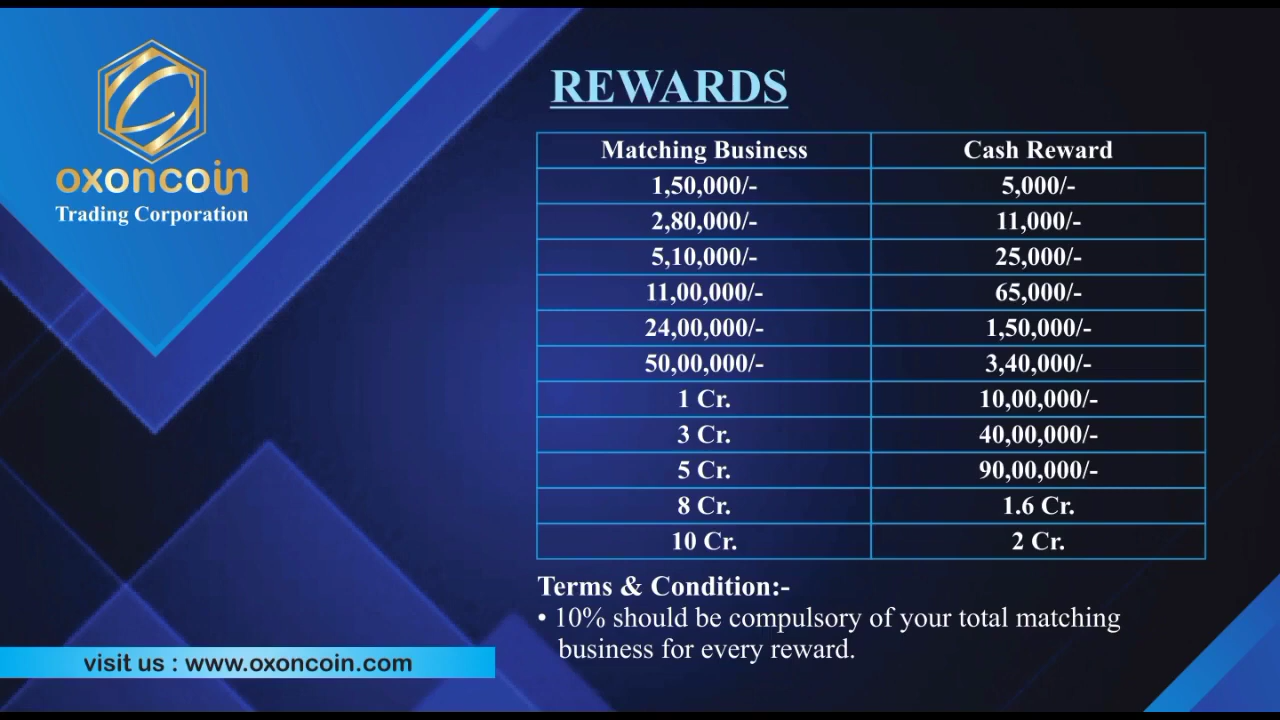 oxoncoin
Trading Corporation
REWARDS
Matching Business Cash Reward
1,50,000/- 5,000/-
2,80,000/- 11,000/-
5,10,000/- 25,000/-
11,00,000/- 65,000/-
24,00,000/- 1,50,000/-
50,00,000/- 3,40,000/-
1 Cr. 10,00,000/-
3 Cr. 40,00,000/-
5 Cr. 90,00,000/-
8 Cr. 1.6 Cr.
10 Cr. 2 Cr.
Terms & Condition:-
• 10% should be compulsory of your total matching
business for every reward.
visit us : www.oxoncoin.com